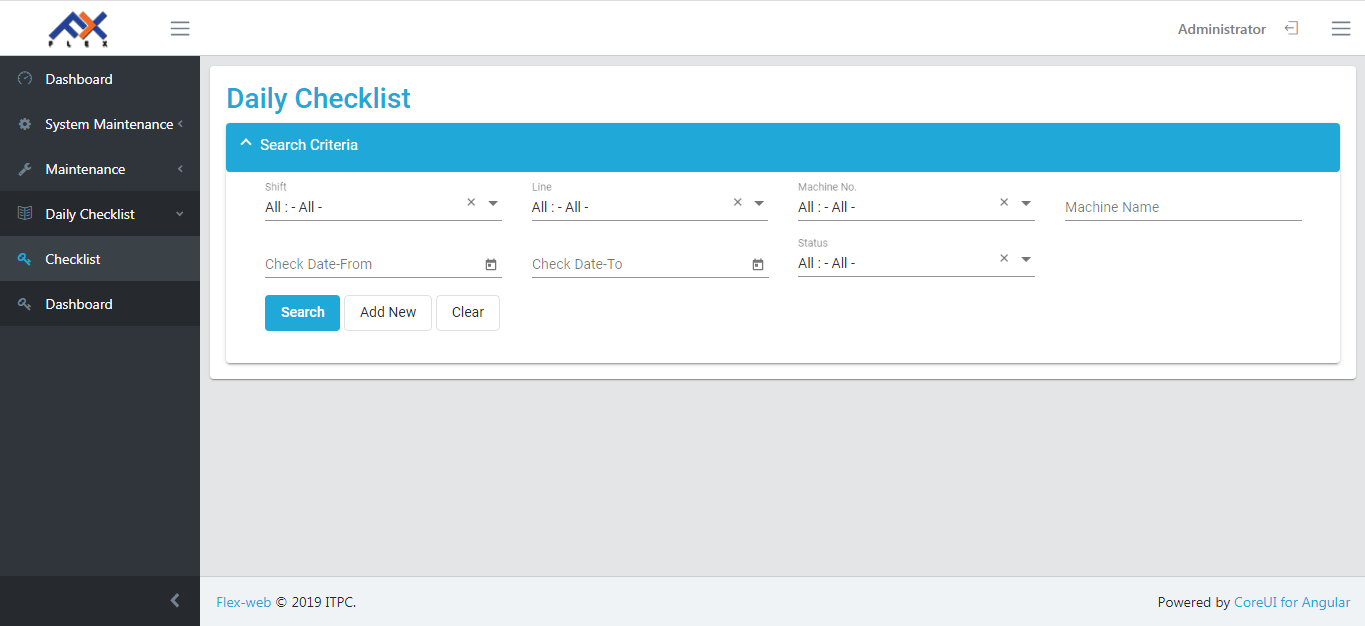 FLEX
Administrator
Dashboard
System Maintenance
Maintenance
Daily Checklist
Checklist
Dashboard
Daily Checklist
Search Criteria
Shift
All : - All -
Line
All : - All -
Machine No.
All : - All -
Machine Name
Check Date-From
Check Date-To
Status
All : - All -
Search
Add New
Clear
Flex-web © 2019 ITPC.
Powered by CoreUI for Angular